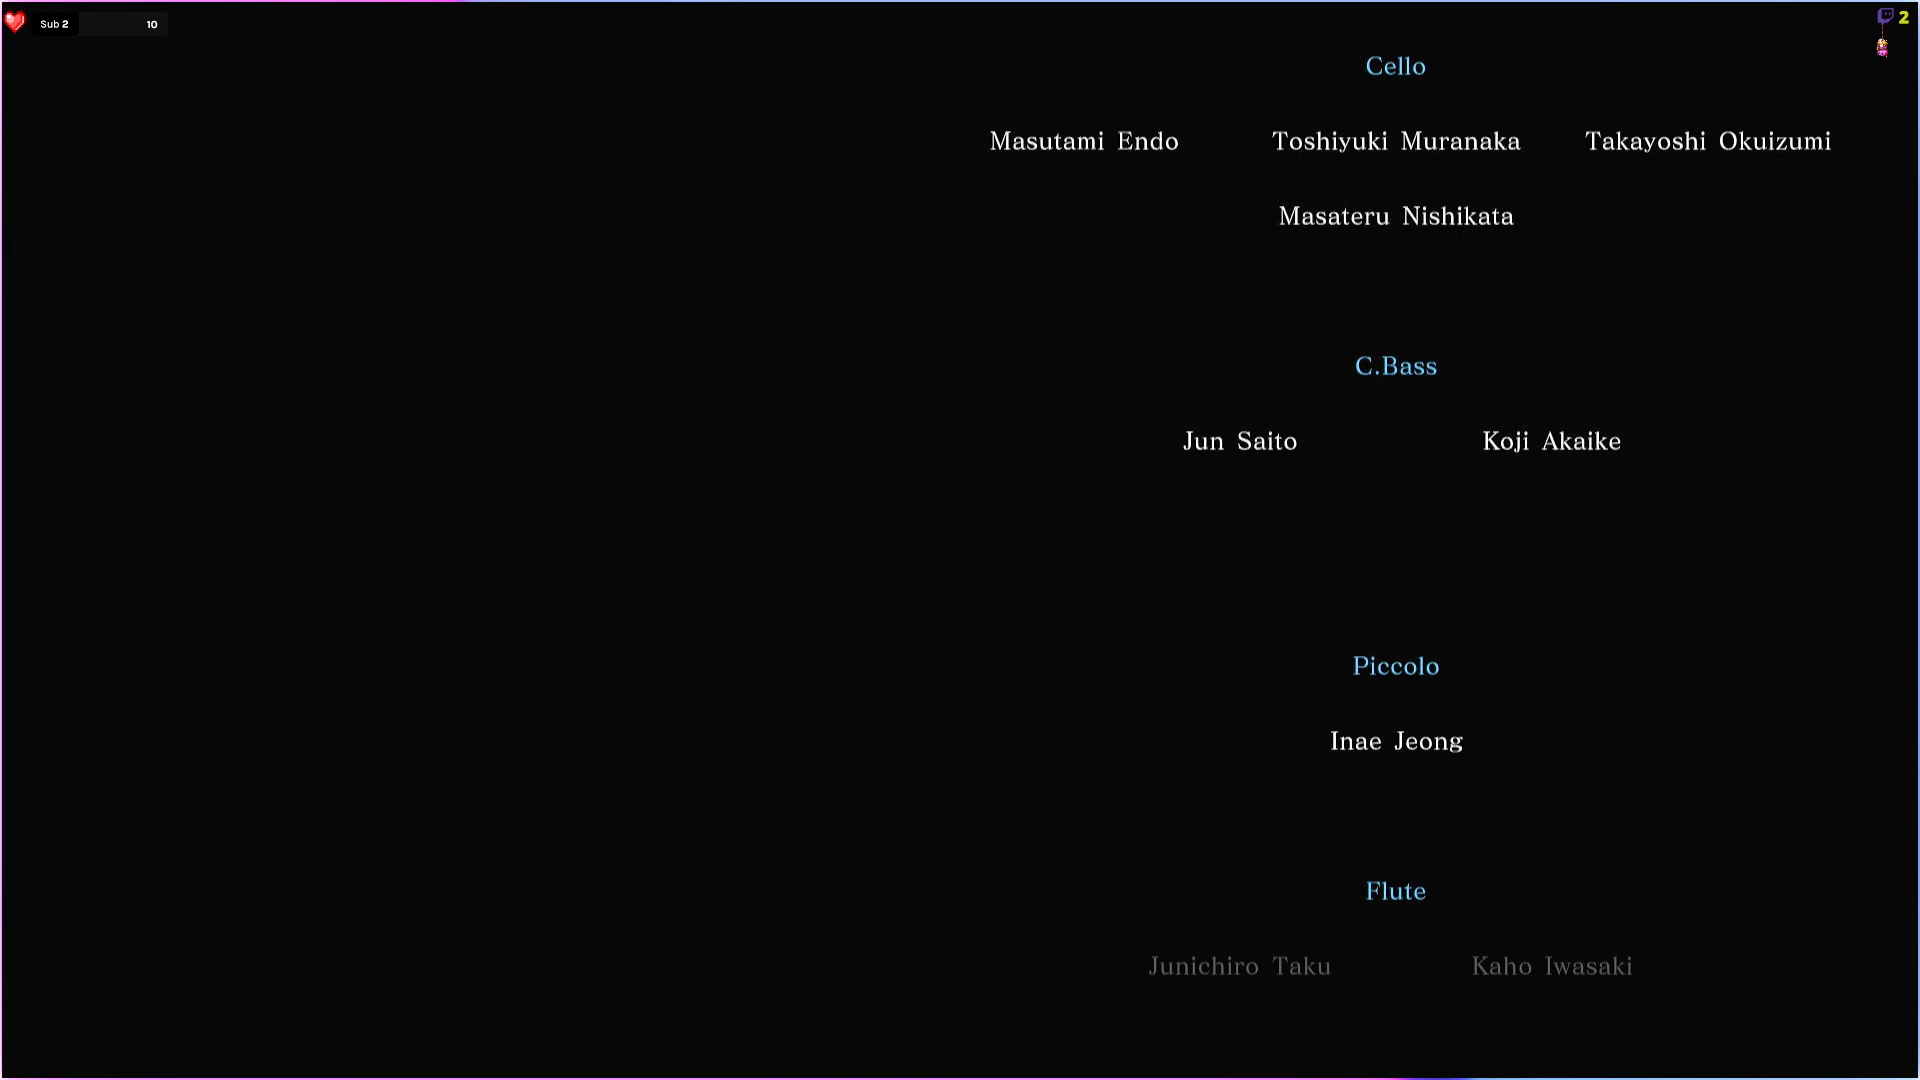 Sub 2 10
2
Cello
Masutami Endo Toshiyuki Muranaka Takayoshi Okuizumi
Masateru Nishikata
C.Bass
Jun Saito Koji Akaike
Piccolo
Inae Jeong
Flute
Junichiro Taku Kaho Iwasaki